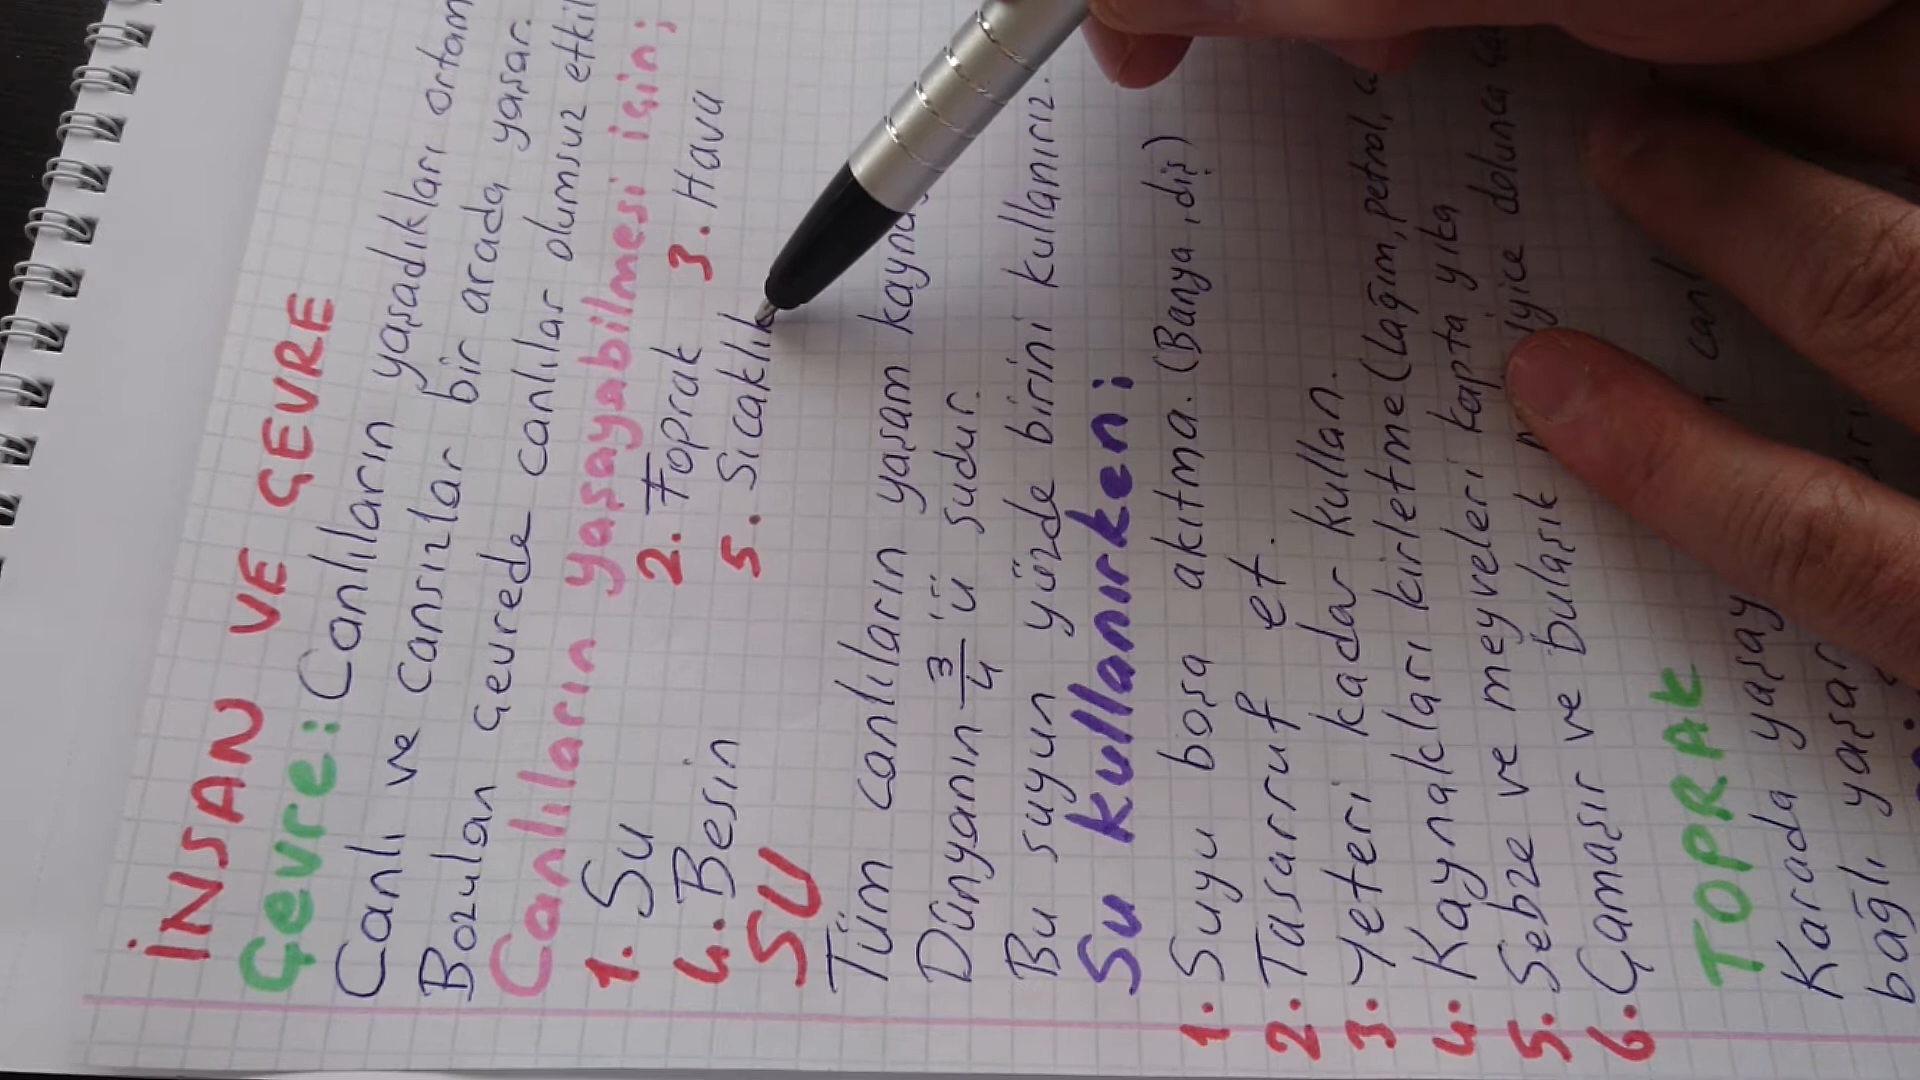 İNSAN VE ÇEVRE
Çevre: Canlıların yaşadıkları ortam
Canlı ve cansızlar bir arada yaşar.
Bozulan çevrede canlılar olumsuz etkil
Canlıların yaşayabilmesi için;
1. Su 2. Toprak 3. Hava
4. Besin 5. Sıcaklık
SU
Tüm canlıların yaşam kayna
Dünyanın 3/4 'ü sudur.
Bu suyun yüzde birini kullanırız.
Su kullanırken:
1. Suyu boşa akıtma. (Banya, diş)
2. Tasarruf et.
3. Yeteri kadar kullan.
4. Kaynakları kirletme (Lağım, petrol,
5. Sebze ve meyveleri kapta yıka
6. Çamaşır ve bulaşık iyice dolunca
TOPRAK
Karada yaşay
bağlı yaşar